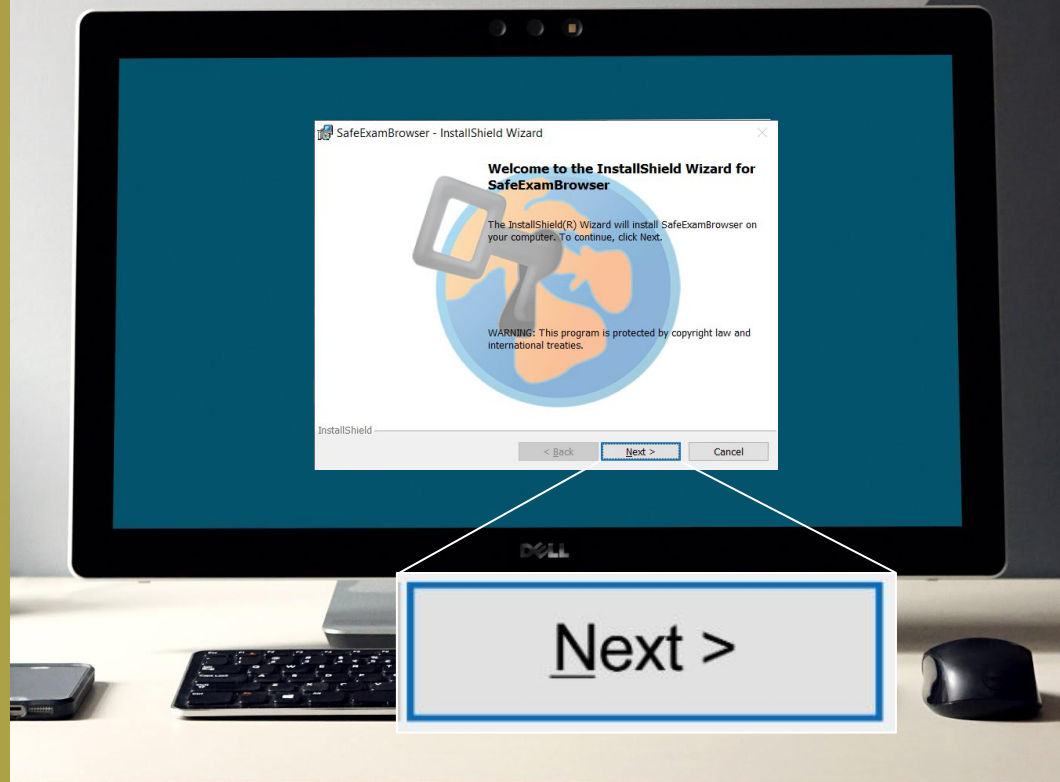 SafeExamBrowser - InstallShield Wizard
Welcome to the InstallShield Wizard for
SafeExamBrowser
The InstallShield(R) Wizard will install SafeExamBrowser on
your computer. To continue, click Next.
WARNING: This program is protected by copyright law and
international treaties.
InstallShield
< Back
Next >
Cancel
DELL
Next >